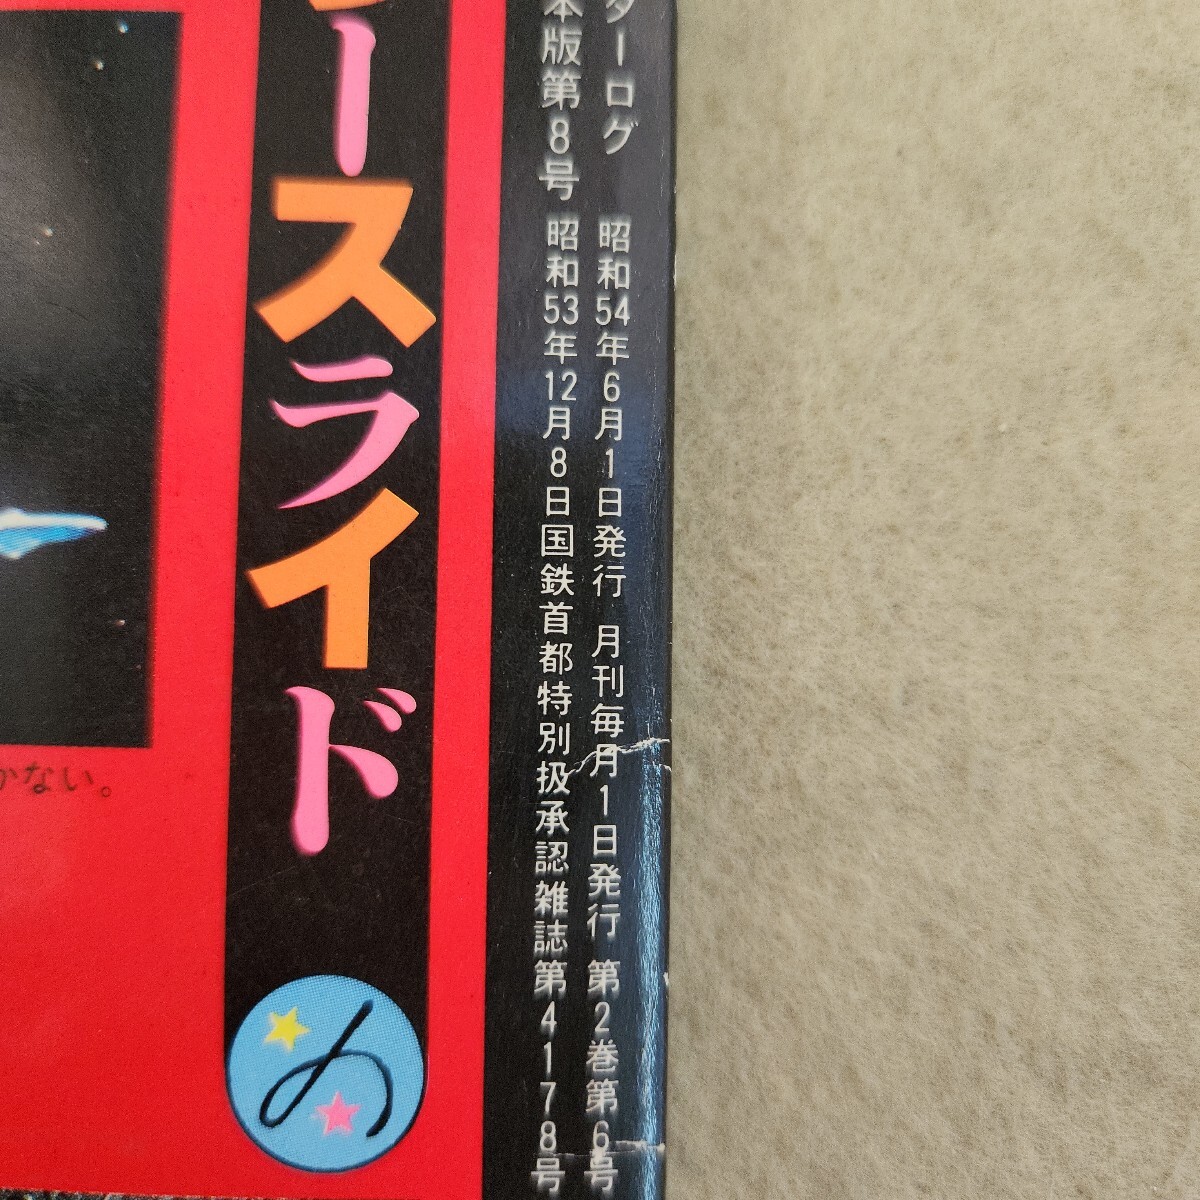 ターログ 昭和54年6月1日発行 月刊毎月1日発行 第2巻第6号
本版第8号 昭和53年12月8日国鉄首都特別扱承認雑誌第4178号
ースライド
かない。